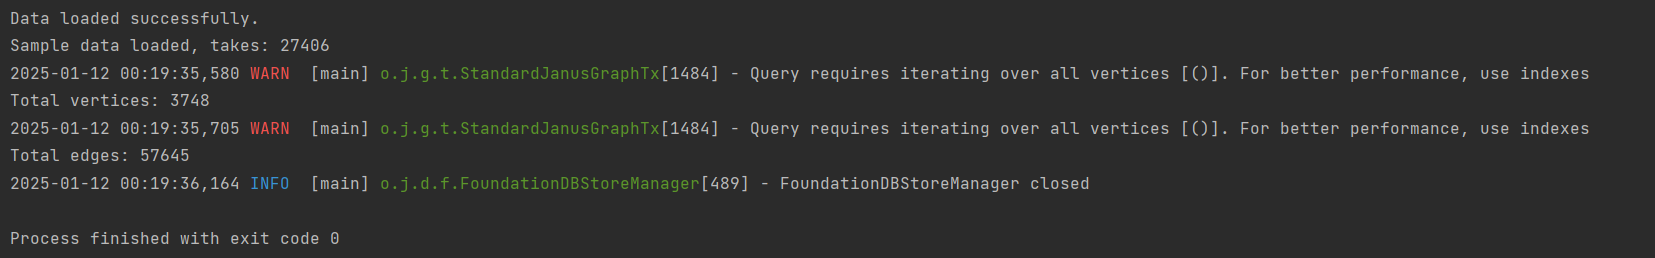 Data loaded successfully.
Sample data loaded, takes: 27406
2025-01-12 00:19:35,580 WARN  [main] o.j.g.t.StandardJanusGraphTx[1484] - Query requires iterating over all vertices [()]. For better performance, use indexes
Total vertices: 3748
2025-01-12 00:19:35,705 WARN  [main] o.j.g.t.StandardJanusGraphTx[1484] - Query requires iterating over all vertices [()]. For better performance, use indexes
Total edges: 57645
2025-01-12 00:19:36,164 INFO  [main] o.j.d.f.FoundationDBStoreManager[489] - FoundationDBStoreManager closed
Process finished with exit code 0